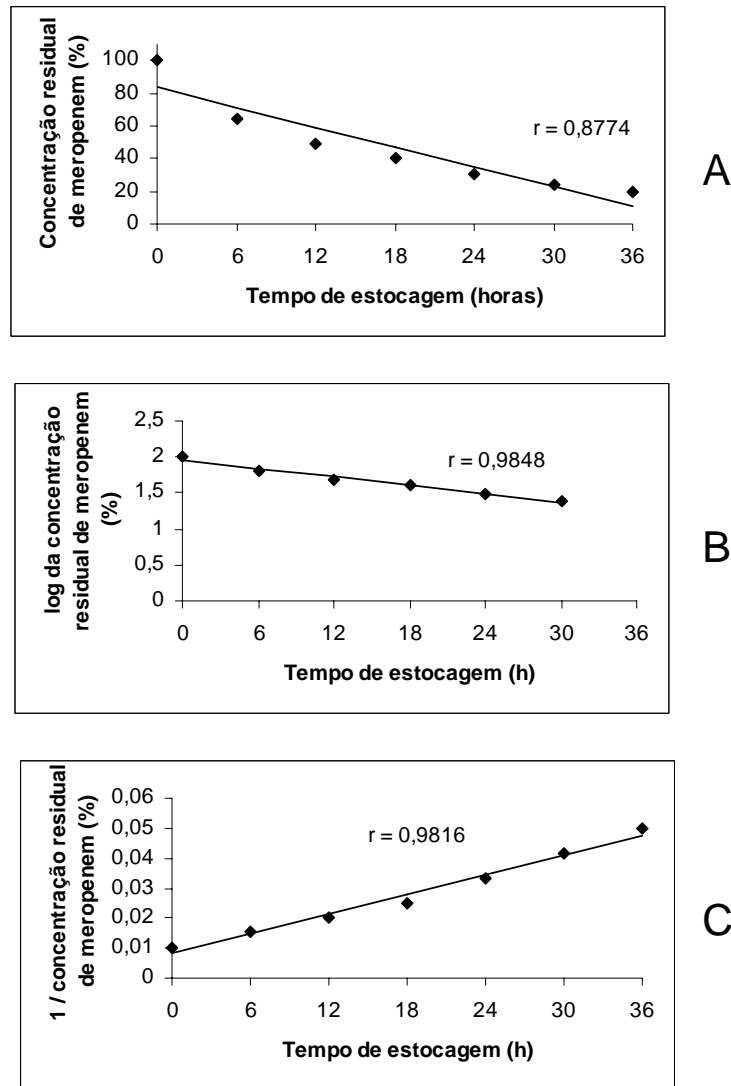 Concentração residual
de meropenem (%)
100
80
60
40
20
0
r = 0,8774
0 6 12 18 24 30 36
Tempo de estocagem (horas)
A
log da concentração
residual de meropenem
(%)
2,5
2
1,5
1
0,5
0
r = 0,9848
0 6 12 18 24 30 36
Tempo de estocagem (h)
B
1 / concentração residual
de meropenem (%)
0,06
0,05
0,04
0,03
0,02
0,01
0
r = 0,9816
0 6 12 18 24 30 36
Tempo de estocagem (h)
C